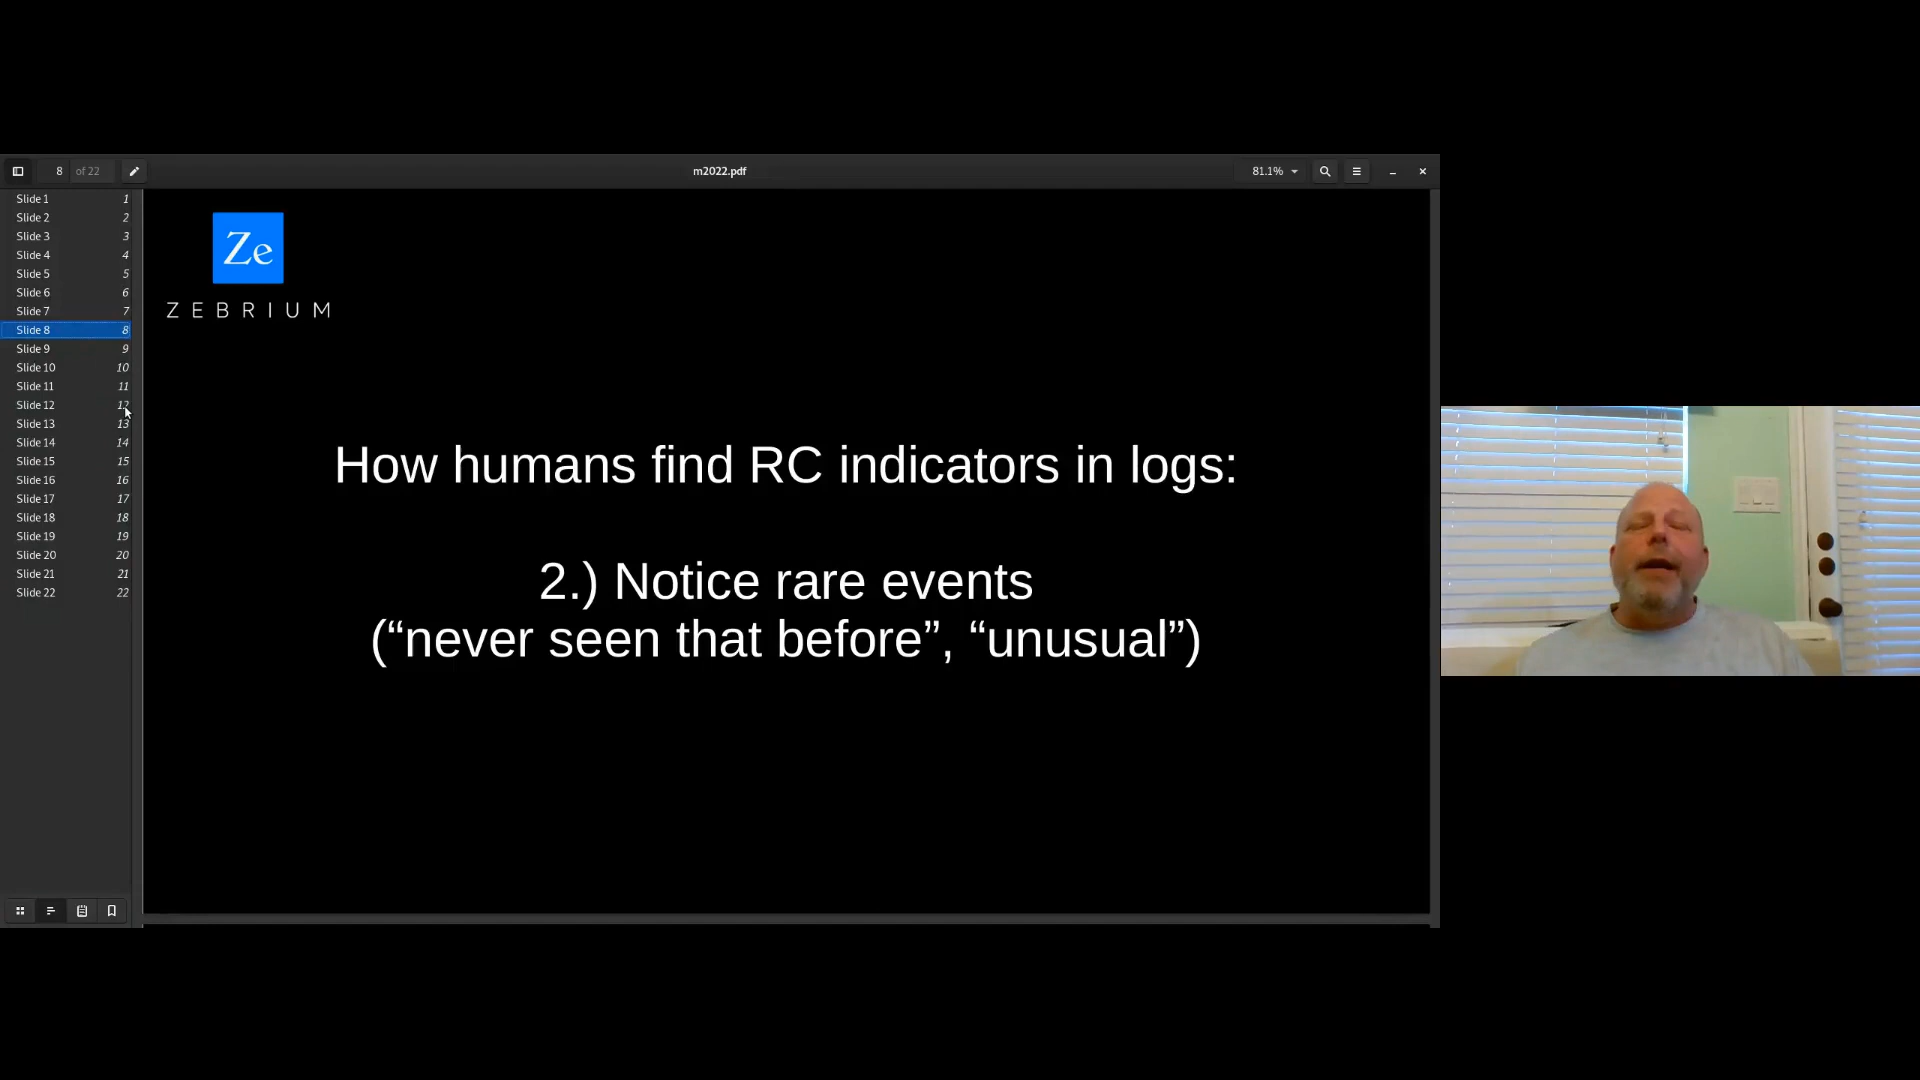 8 of 22
m2022.pdf
81.1%
Slide 1 1
Slide 2 2
Slide 3 3
Slide 4 4
Slide 5 5
Slide 6 6
Slide 7 7
Slide 8 8
Slide 9 9
Slide 10 10
Slide 11 11
Slide 12 12
Slide 13 13
Slide 14 14
Slide 15 15
Slide 16 16
Slide 17 17
Slide 18 18
Slide 19 19
Slide 20 20
Slide 21 21
Slide 22 22
Ze
ZEBRIUM
How humans find RC indicators in logs:
2.) Notice rare events
(“never seen that before”, “unusual”)